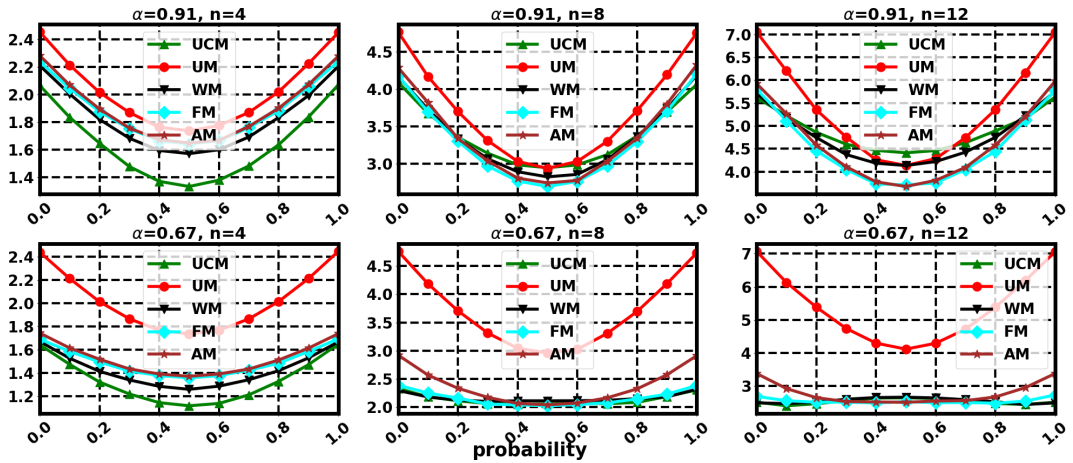 α=0.91, n=4
2.4
2.2
2.0
1.8
1.6
1.4
0.0
0.2
0.4
0.6
0.8
1.0
UCM
UM
WM
FM
AM
α=0.91, n=8
4.5
4.0
3.5
3.0
0.0
0.2
0.4
0.6
0.8
1.0
UCM
UM
WM
FM
AM
α=0.91, n=12
7.0
6.5
6.0
5.5
5.0
4.5
4.0
0.0
0.2
0.4
0.6
0.8
1.0
UCM
UM
WM
FM
AM
α=0.67, n=4
2.4
2.2
2.0
1.8
1.6
1.4
1.2
0.0
0.2
0.4
0.6
0.8
1.0
UCM
UM
WM
FM
AM
α=0.67, n=8
4.5
4.0
3.5
3.0
2.5
2.0
0.0
0.2
0.4
0.6
0.8
1.0
UCM
UM
WM
FM
AM
α=0.67, n=12
7
6
5
4
3
0.0
0.2
0.4
0.6
0.8
1.0
UCM
UM
WM
FM
AM
probability